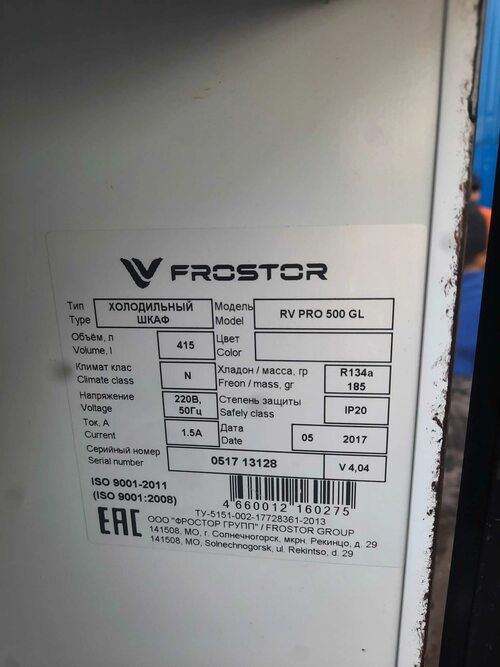 FROSTOR
Тип ХОЛОДИЛЬНЫЙ Модель RV PRO 500 GL
Type ШКАФ Model
Объём, л 415 Цвет
Volume, l Color
Климат клас N Хладон / масса, гр R134a
Climate class Freon / mass, gr 185
Напряжение 220В, Степень защиты IP20
Voltage 50Гц Safely class
Ток, А 1.5А Дата 05 2017
Current Date
Серийный номер 0517 13128 V 4,04
Serial number
ISO 9001-2011
(ISO 9001:2008)
4 660012 160275
ТУ-5151-002-17728361-2013
EAC ООО "ФРОСТОР ГРУПП" / FROSTOR GROUP
141508, МО, г. Солнечногорск, мкрн. Рекинцо, д. 29
141508, MO, Solnechnogorsk, ul. Rekintso, d. 29